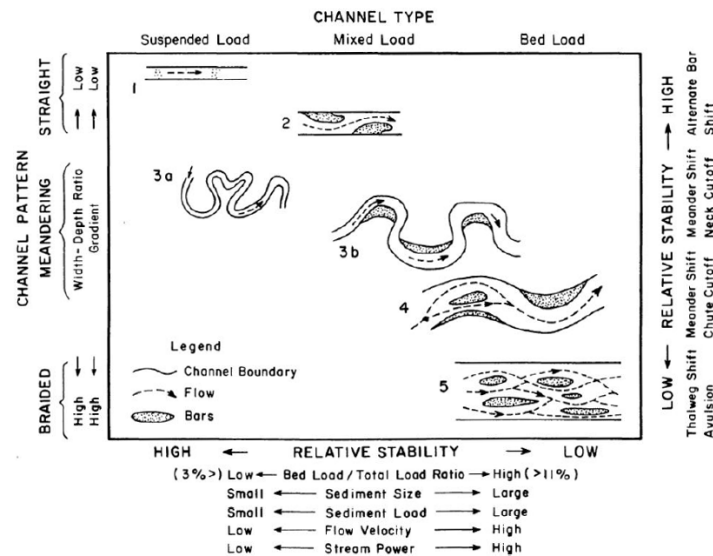 CHANNEL TYPE
Suspended Load Mixed Load Bed Load
CHANNEL PATTERN
STRAIGHT
MEANDERING
BRAIDED
Width-Depth Ratio
Gradient
Low
Low
High
High
1
2
3a
3b
4
5
Legend
Channel Boundary
Flow
Bars
LOW RELATIVE STABILITY HIGH
Thalweg Shift Meander Shift Meander Shift Alternate Bar
Avulsion Chute Cutoff Neck Cutoff Shift
HIGH RELATIVE STABILITY LOW
(3%>) Low Bed Load / Total Load Ratio High (>11%)
Small Sediment Size Large
Small Sediment Load Large
Low Flow Velocity High
Low Stream Power High